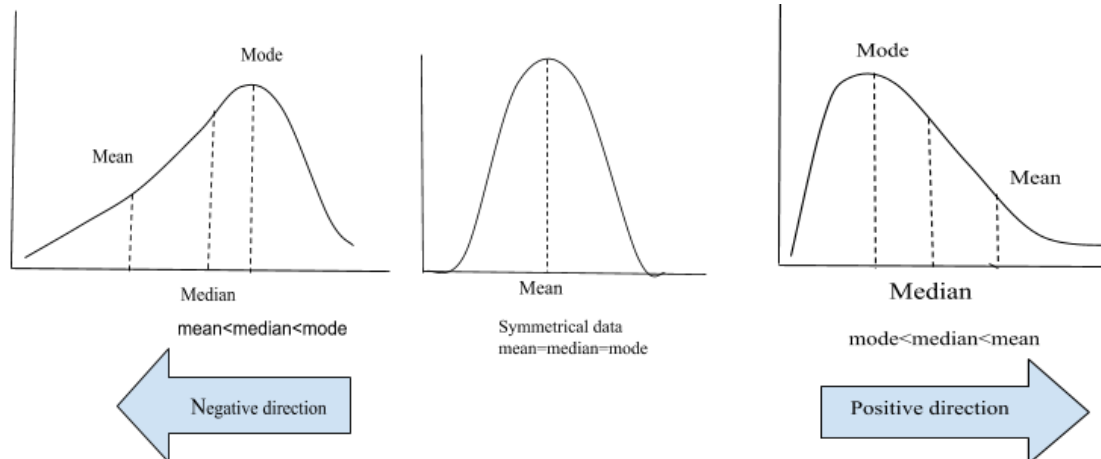 Mode
Mean
Median
mean<median<mode
Negative direction
Mean
Symmetrical data
mean=median=mode
Mode
Mean
Median
mode<median<mean
Positive direction